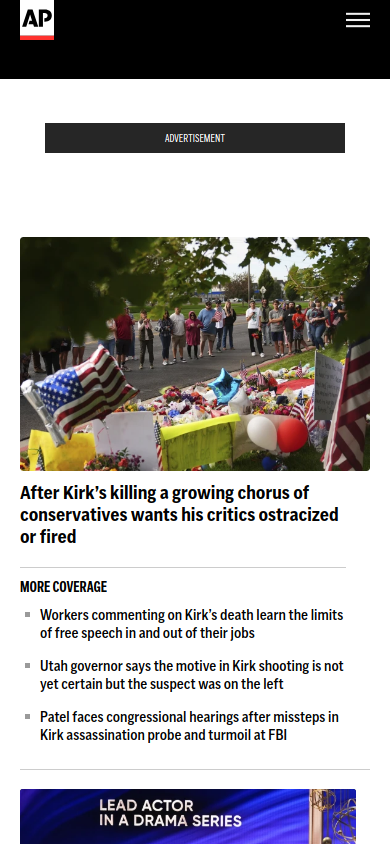 AP
ADVERTISEMENT
After Kirk's killing a growing chorus of
conservatives wants his critics ostracized
or fired
MORE COVERAGE
Workers commenting on Kirk's death learn the limits
of free speech in and out of their jobs
Utah governor says the motive in Kirk shooting is not
yet certain but the suspect was on the left
Patel faces congressional hearings after missteps in
Kirk assassination probe and turmoil at FBI
LEAD ACTOR
IN A DRAMA SERIES